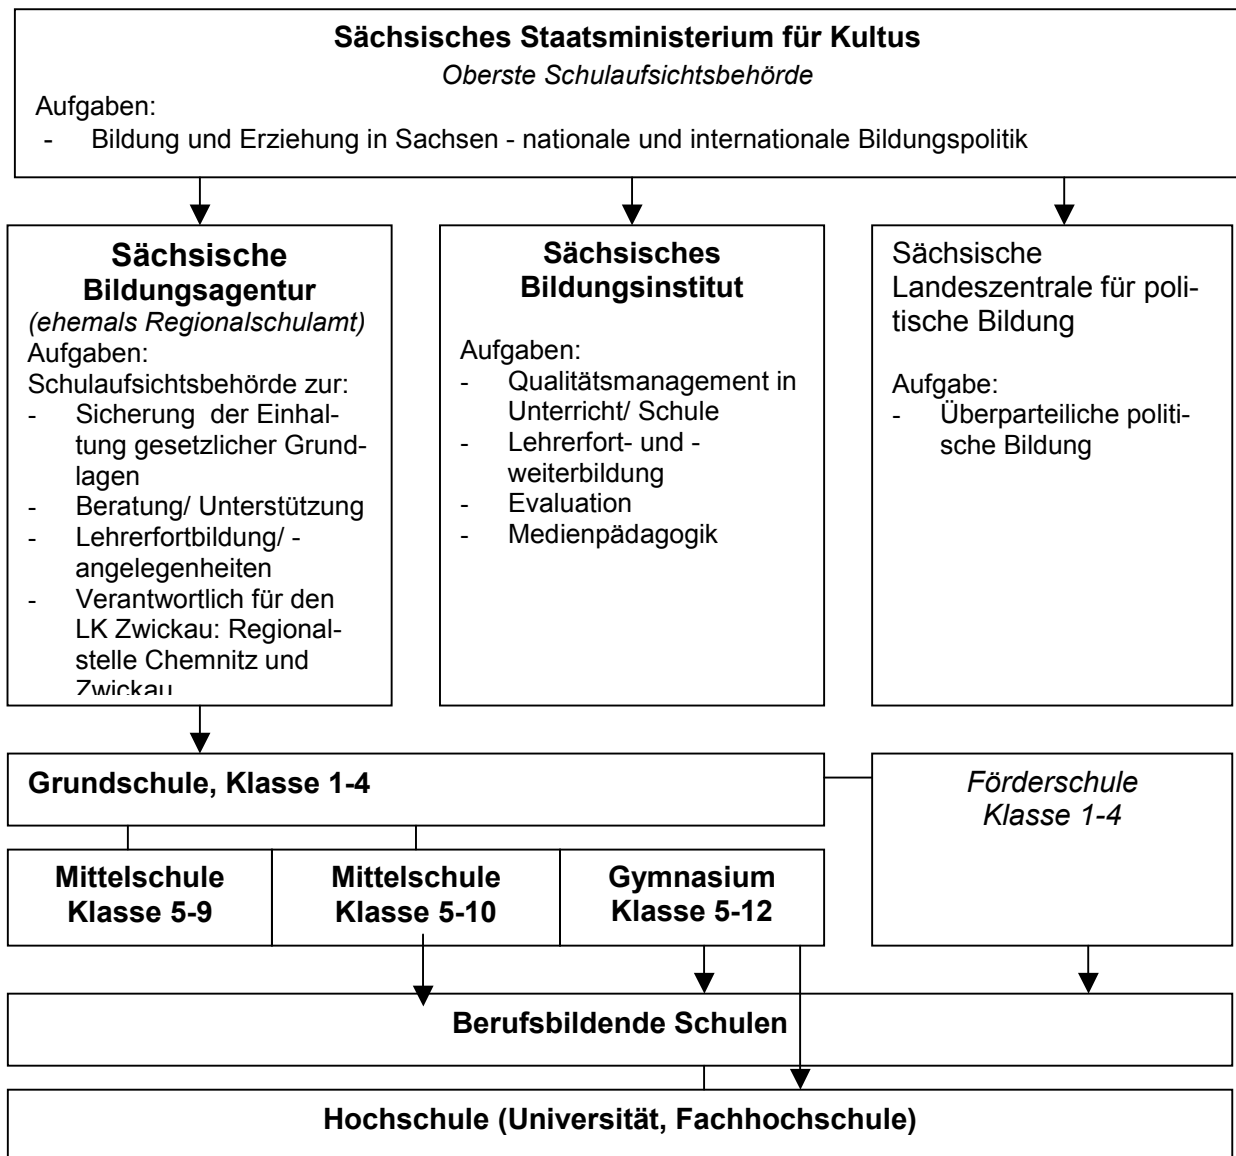 Sächsisches Staatsministerium für Kultus
Oberste Schulaufsichtsbehörde
Aufgaben:
- Bildung und Erziehung in Sachsen - nationale und internationale Bildungspolitik
Sächsische
Bildungsagentur
(ehemals Regionalschulamt)
Aufgaben:
Schulaufsichtsbehörde zur:
- Sicherung der Einhal-
tung gesetzlicher Grund-
lagen
- Beratung/ Unterstützung
- Lehrerfortbildung/ -
angelegenheiten
- Verantwortlich für den
LK Zwickau: Regional-
stelle Chemnitz und
Zwickau
Sächsisches
Bildungsinstitut
Aufgaben:
- Qualitätsmanagement in
Unterricht/ Schule
- Lehrerfort- und -
weiterbildung
- Evaluation
- Medienpädagogik
Sächsische
Landeszentrale für poli-
tische Bildung
Aufgabe:
- Überparteiliche politi-
sche Bildung
Grundschule, Klasse 1-4
Förderschule
Klasse 1-4
Mittelschule
Klasse 5-9
Mittelschule
Klasse 5-10
Gymnasium
Klasse 5-12
Berufsbildende Schulen
Hochschule (Universität, Fachhochschule)